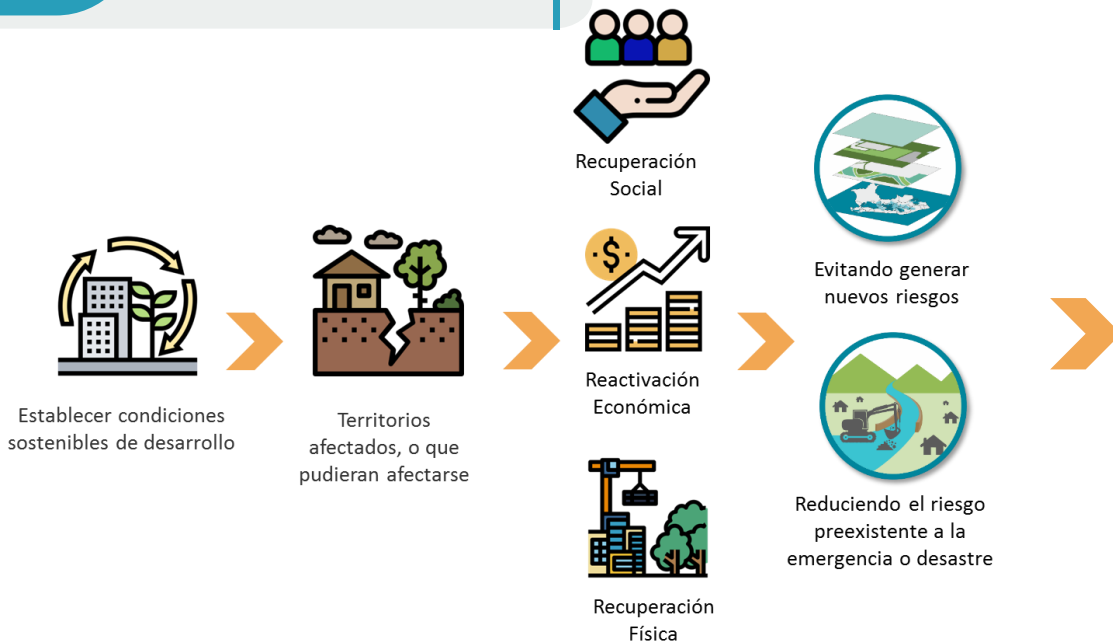 Establecer condiciones
sostenibles de desarrollo
Territorios
afectados, o que
pudieran afectarse
Recuperación
Social
$
Reactivación
Económica
Recuperación
Física
Evitando generar
nuevos riesgos
Reduciendo el riesgo
preexistente a la
emergencia o desastre